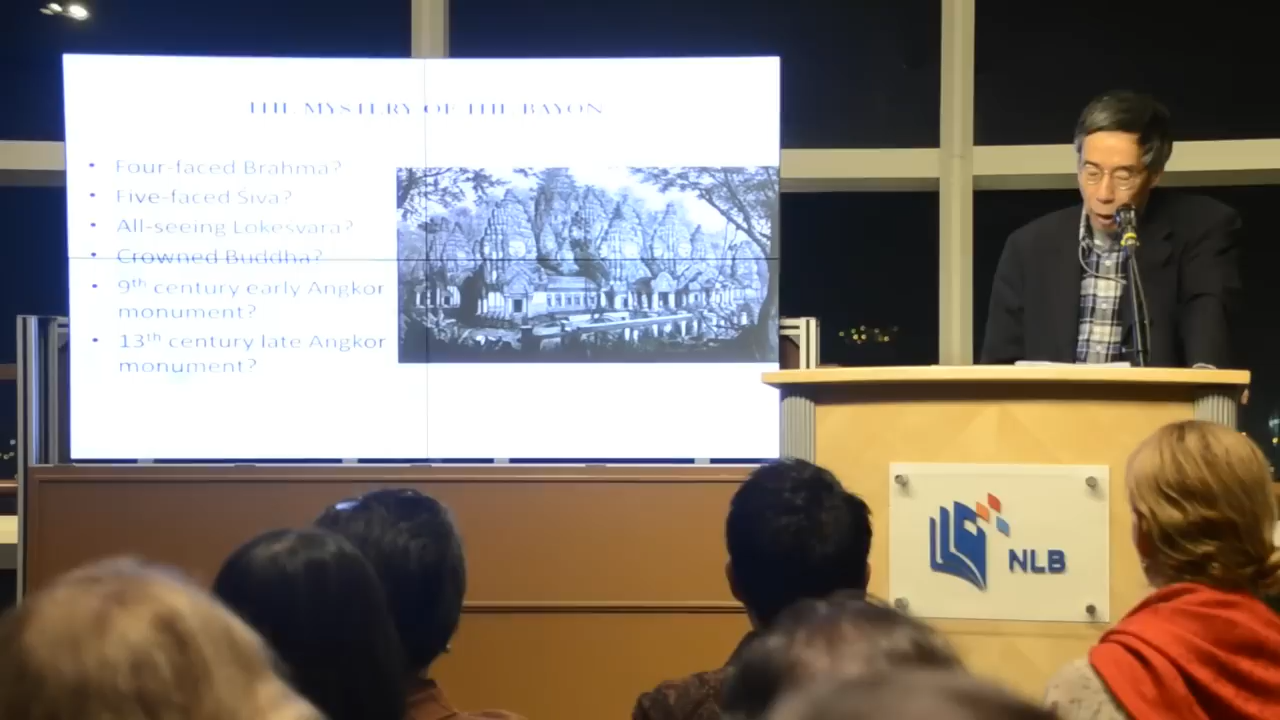 THE MYSTERY OF THE BAYON
• Four-faced Brahma?
• Five-faced Siva?
• All-seeing Lokesvara?
• Crowned Buddha?
• 9th century early Angkor
monument?
• 13th century late Angkor
monument?
NLB